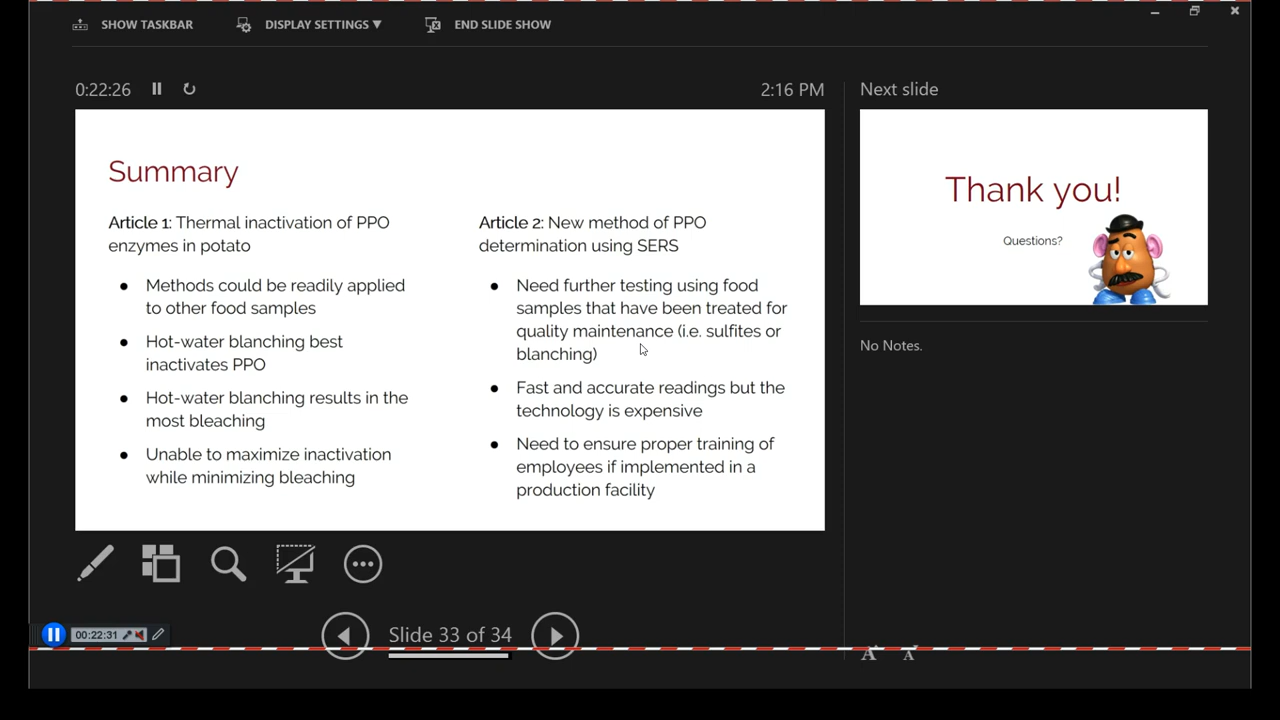 SHOW TASKBAR
DISPLAY SETTINGS ▼
END SLIDE SHOW
0:22:26
2:16 PM
Summary
Article 1: Thermal inactivation of PPO
enzymes in potato
● Methods could be readily applied
to other food samples
● Hot-water blanching best
inactivates PPO
● Hot-water blanching results in the
most bleaching
● Unable to maximize inactivation
while minimizing bleaching
Article 2: New method of PPO
determination using SERS
● Need further testing using food
samples that have been treated for
quality maintenance (i.e. sulfites or
blanching)
● Fast and accurate readings but the
technology is expensive
● Need to ensure proper training of
employees if implemented in a
production facility
Next slide
Thank you!
Questions?
No Notes.
00:22:31
Slide 33 of 34
A A